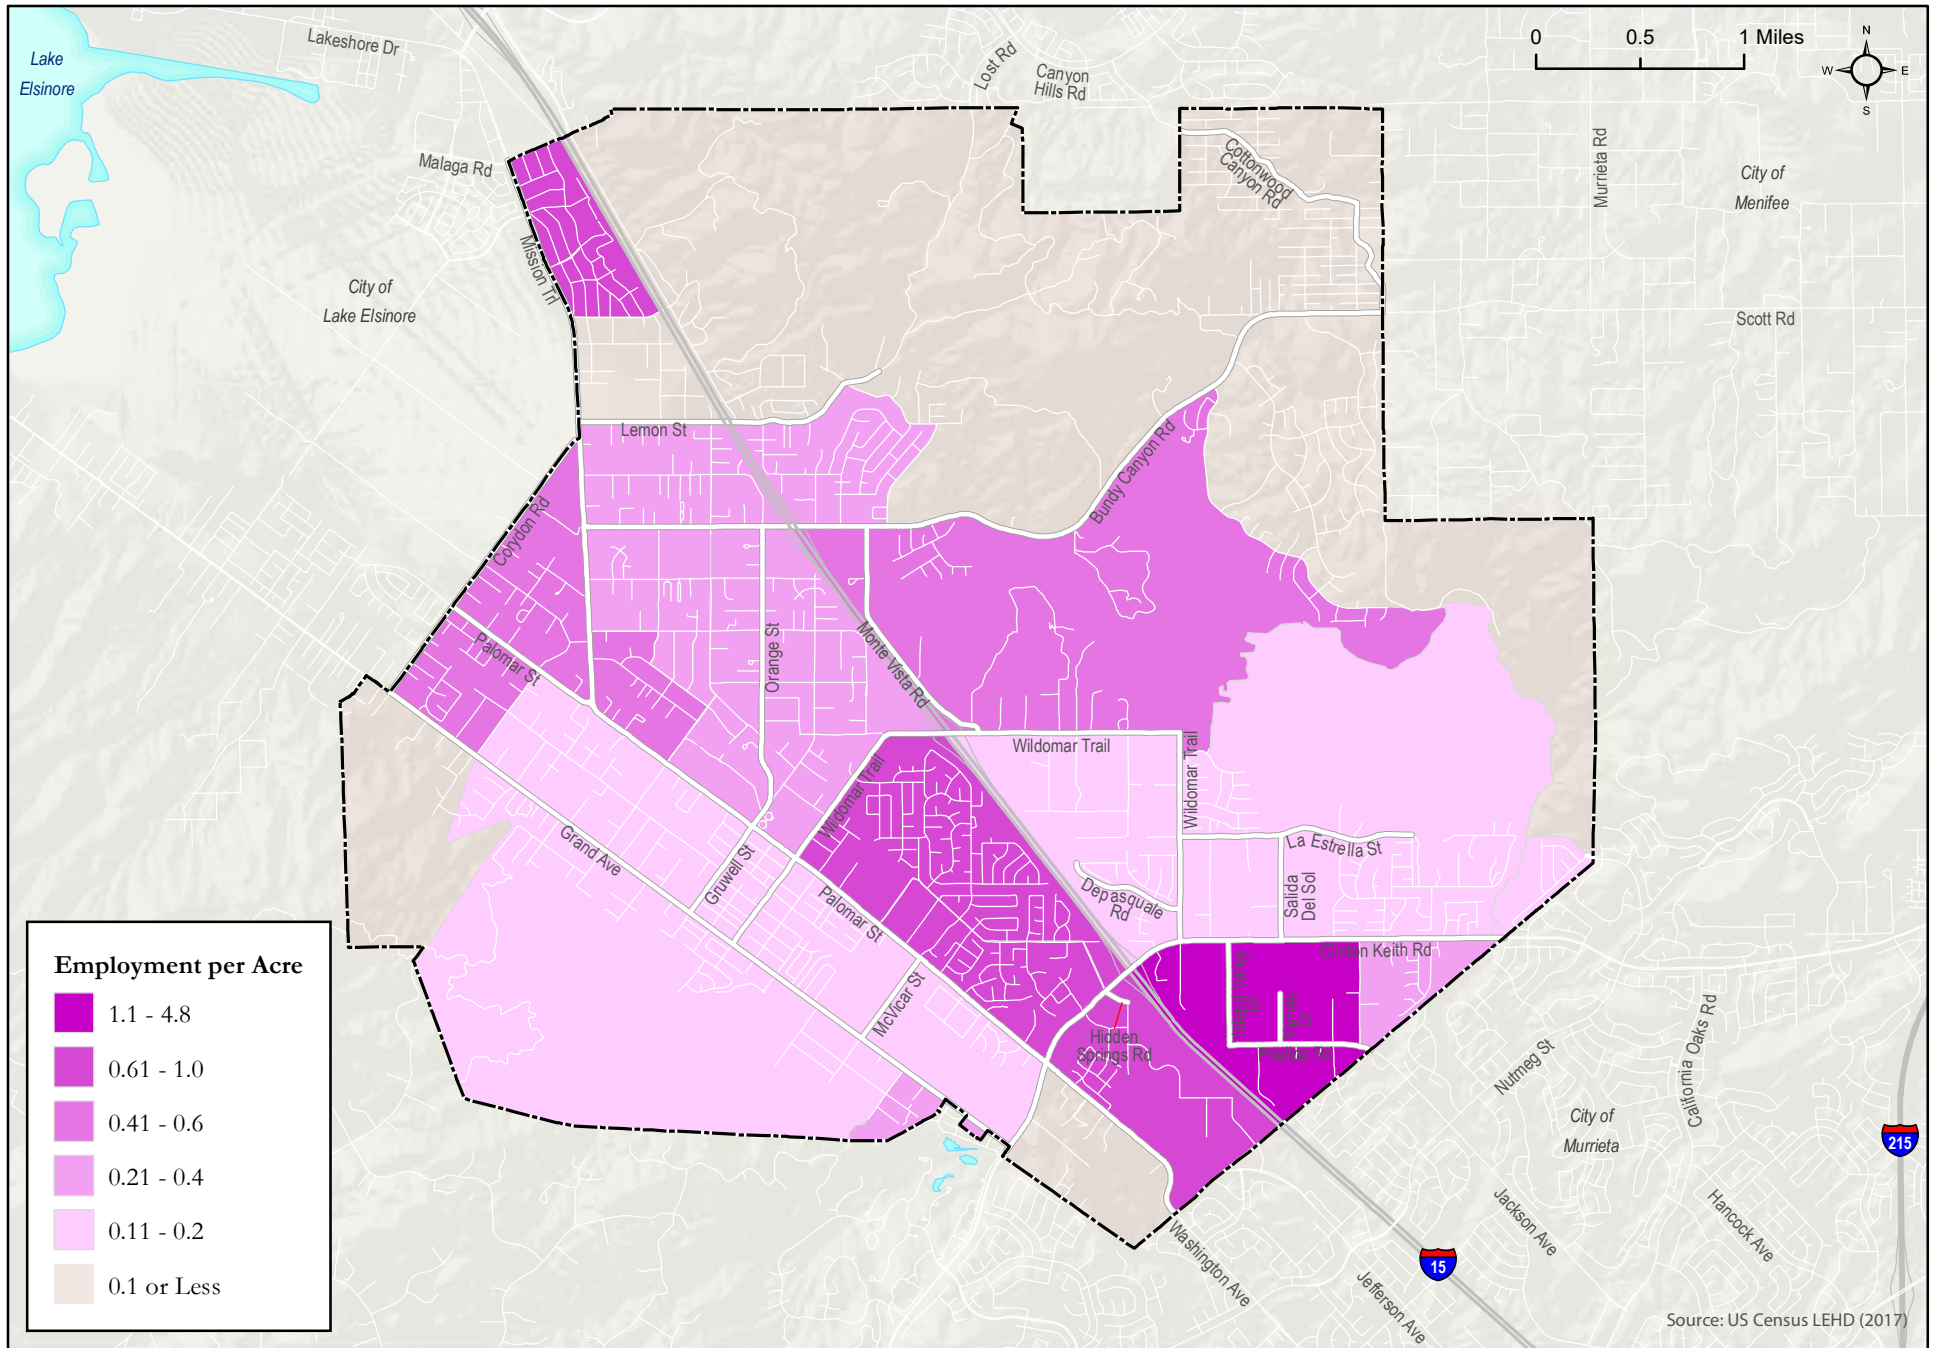 Lake
Elsinore
Lakeshore Dr
Lost Rd
Canyon
Hills Rd
0 0.5 1 Miles
N
W E
S
Malaga Rd
Mission Trl
Cottonwood
Canyon Rd
Murrieta Rd
City of
Menifee
City of
Lake Elsinore
Scott Rd
Lemon St
Bundy Canyon Rd
Corydon Rd
Palomar St
Orange St
Monte Vista Rd
Wildomar Trail
Wildomar Trail
Wildomar Trail
Grand Ave
Gruwell St
Palomar St
La Estrella St
Salida
Del Sol
Depasquale
Rd
McVicar St
Clinton Keith Rd
Inland Valley
Dr
Dr
Hidden
Springs Rd
Nutmeg St
California Oaks Rd
City of
Murrieta
215
Jackson Ave
Hancock Ave
Washington Ave
15
Jefferson Ave
Employment per Acre
1.1 - 4.8
0.61 - 1.0
0.41 - 0.6
0.21 - 0.4
0.11 - 0.2
0.1 or Less
Source: US Census LEHD (2017)